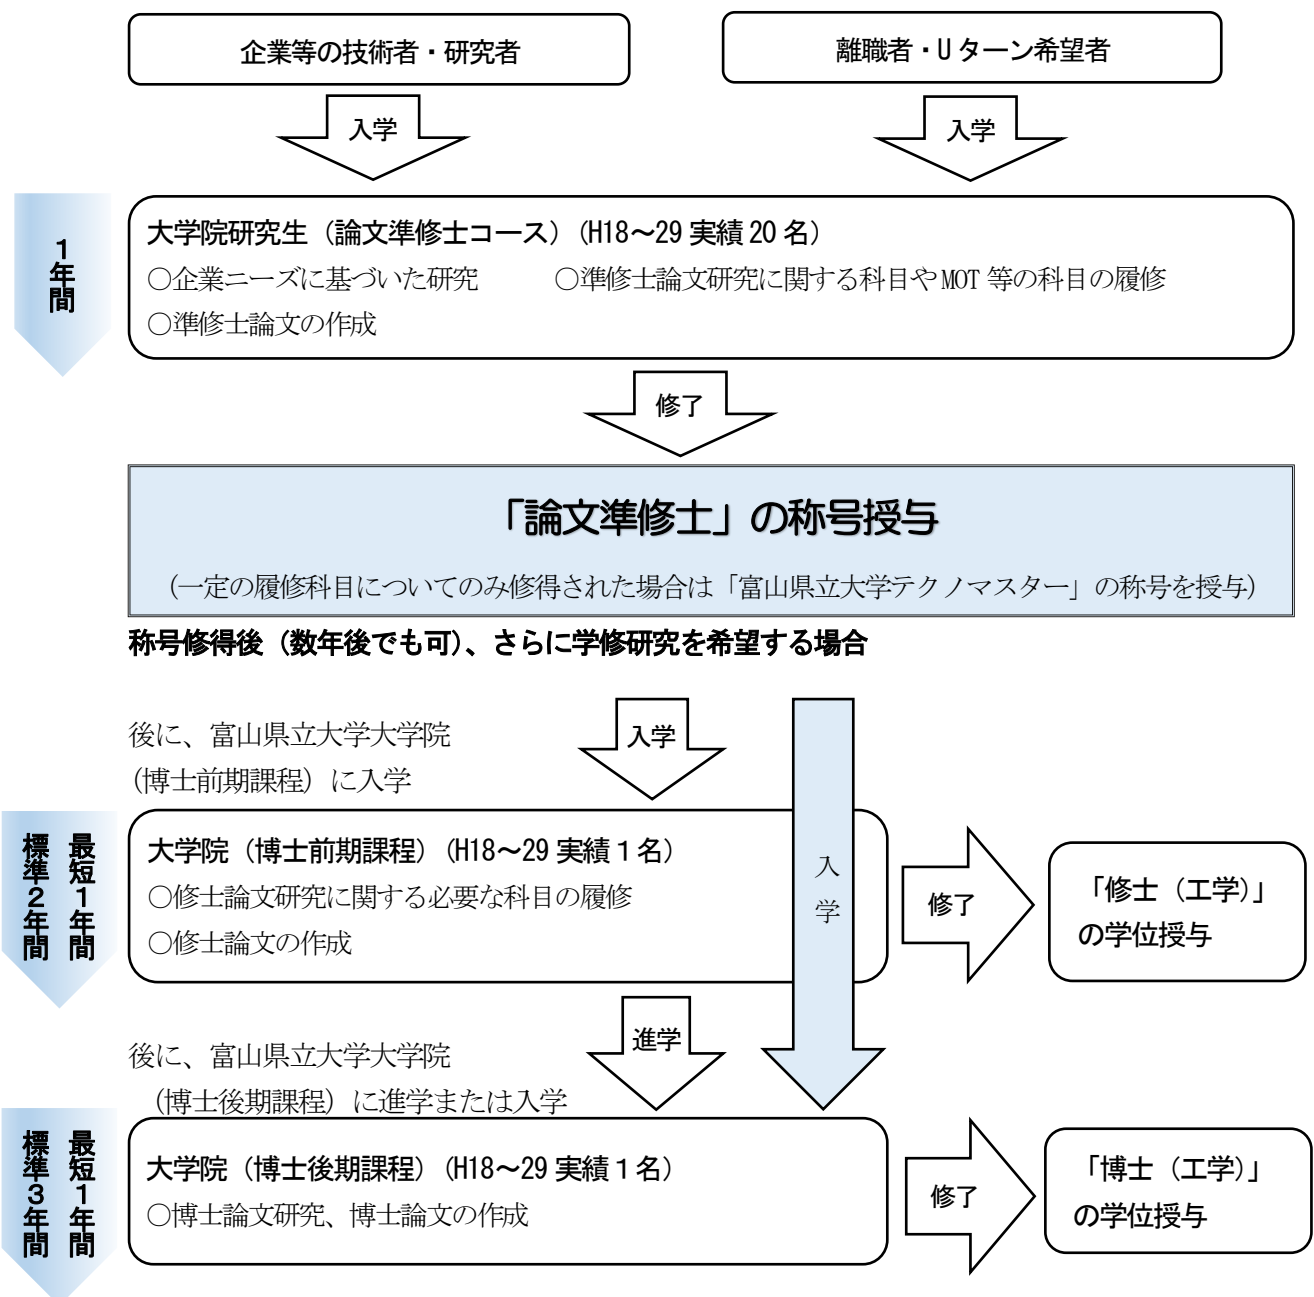 企業等の技術者・研究者
離職者・Uターン希望者
入学
入学
1年間
大学院研究生（論文準修士コース）（H18～29 実績 20 名）
○企業ニーズに基づいた研究　　　○準修士論文研究に関する科目や MOT 等の科目の履修
○準修士論文の作成
修了
「論文準修士」の称号授与
（一定の履修科目についてのみ修得された場合は「富山県立大学テクノマスター」の称号を授与）
称号修得後（数年後でも可）、さらに学修研究を希望する場合
後に、富山県立大学大学院
（博士前期課程）に入学
入学
入学
最短1年間
標準2年間
大学院（博士前期課程）（H18～29 実績 1 名）
○修士論文研究に関する必要な科目の履修
○修士論文の作成
修了
「修士（工学）」
の学位授与
後に、富山県立大学大学院
（博士後期課程）に進学または入学
進学
最短1年間
標準3年間
大学院（博士後期課程）（H18～29 実績 1 名）
○博士論文研究、博士論文の作成
修了
「博士（工学）」
の学位授与